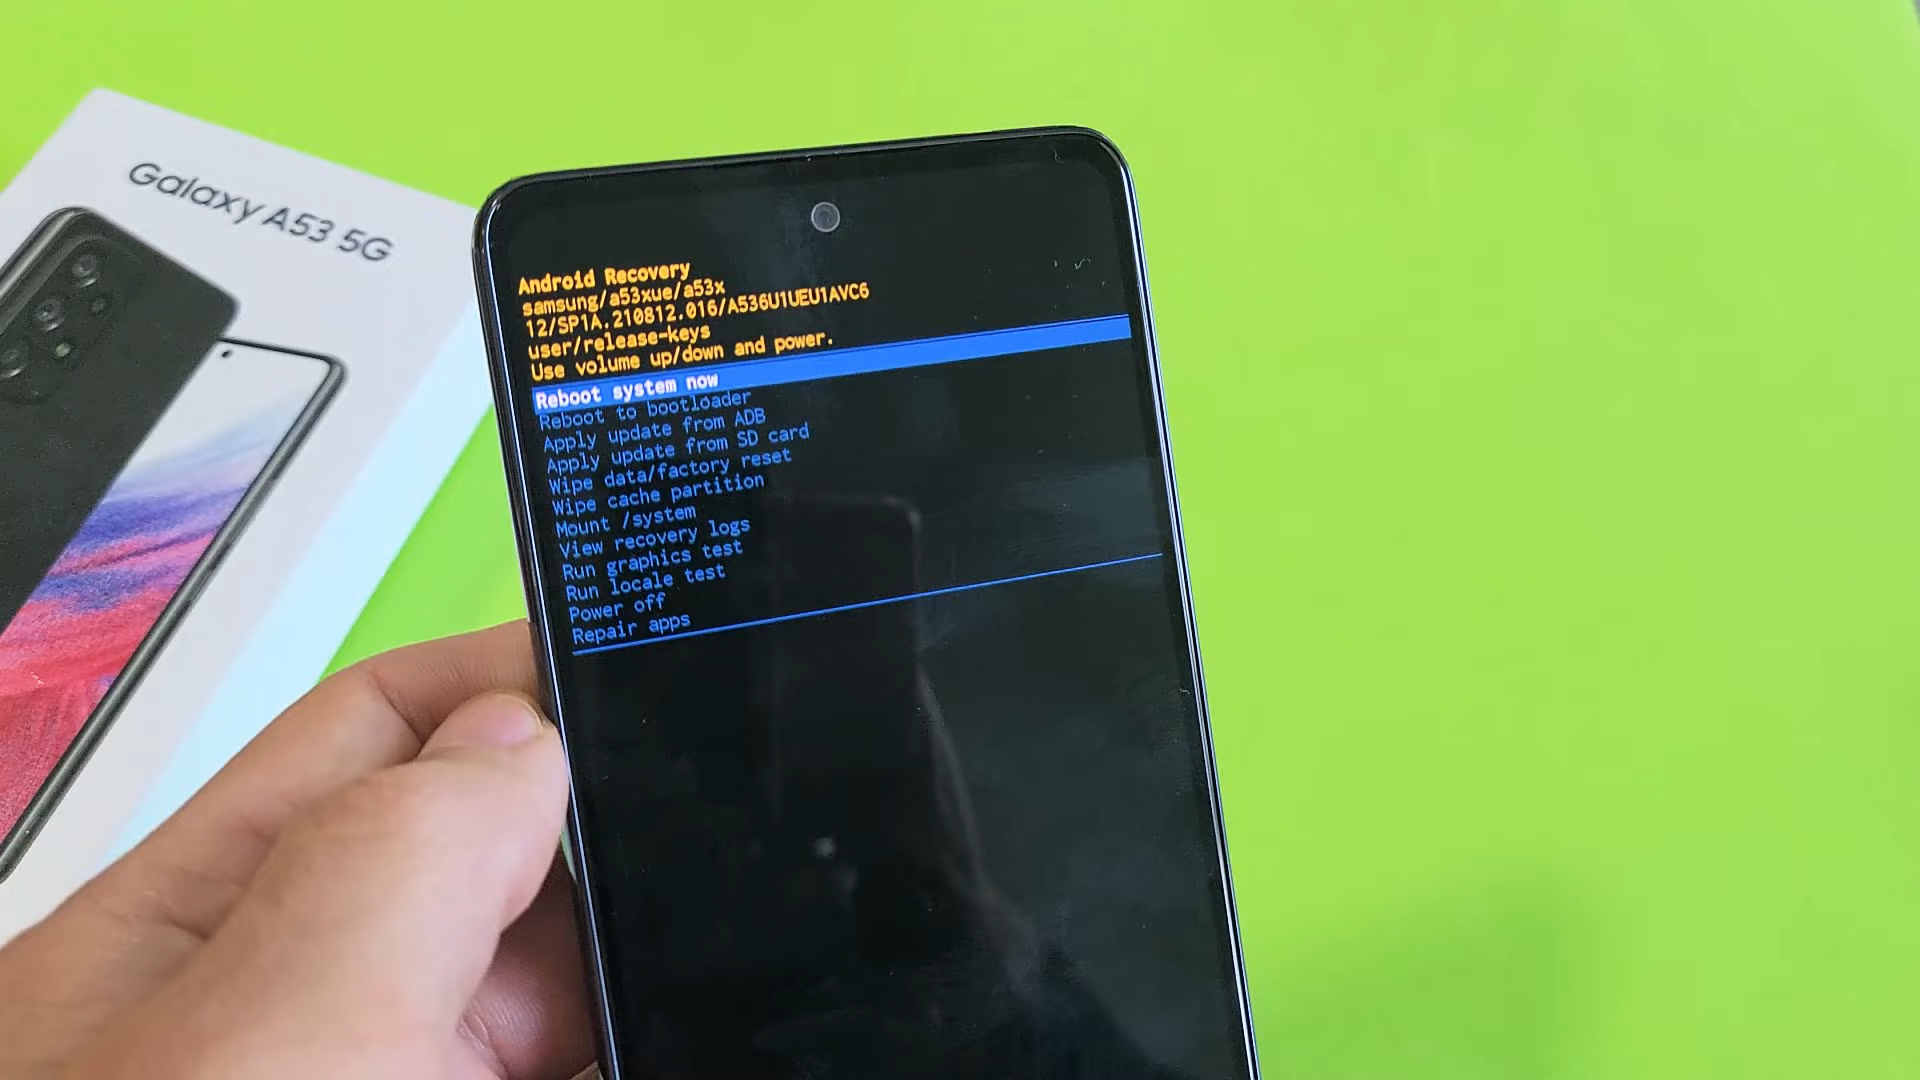 Galaxy A53 5G
Android Recovery
samsung/a53xue/a53x
12/SP1A.210812.016/A536U1UEU1AVC6
user/release-keys
Use volume up/down and power.
Reboot system now
Reboot to bootloader
Apply update from ADB
Apply update from SD card
Wipe data/factory reset
Wipe cache partition
Mount /system
View recovery logs
Run graphics test
Run locale test
Power off
Repair apps